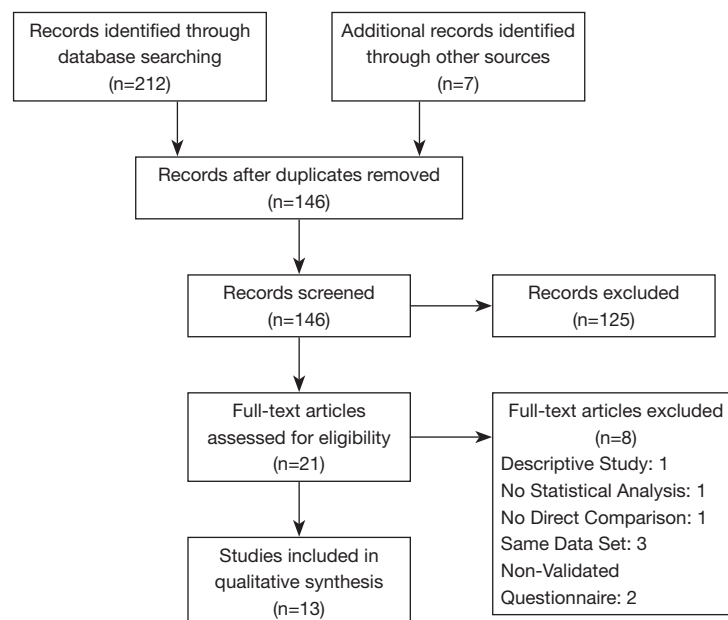 Records identified through
database searching
(n=212)
Additional records identified
through other sources
(n=7)
Records after duplicates removed
(n=146)
Records screened
(n=146)
Records excluded
(n=125)
Full-text articles
assessed for eligibility
(n=21)
Full-text articles excluded
(n=8)
Descriptive Study: 1
No Statistical Analysis: 1
No Direct Comparison: 1
Same Data Set: 3
Non-Validated
Questionnaire: 2
Studies included in
qualitative synthesis
(n=13)